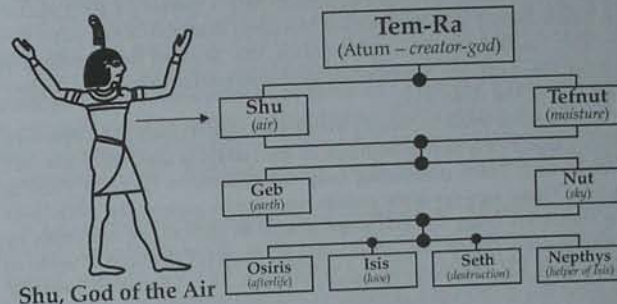 Tem-Ra
(Atum – creator-god)
Shu
(air)
Tefnut
(moisture)
Geb
(earth)
Nut
(sky)
Osiris
(afterlife)
Isis
(love)
Seth
(destruction)
Nepthys
(helper of Isis)
Shu, God of the Air